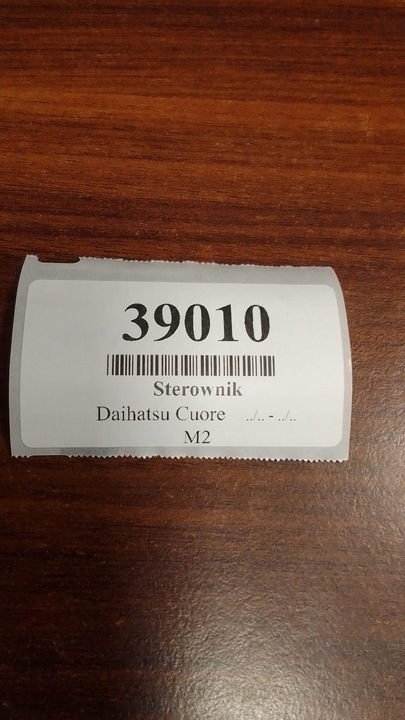 39010
Sterownik
Daihatsu Cuore ../.. - ../..
M2